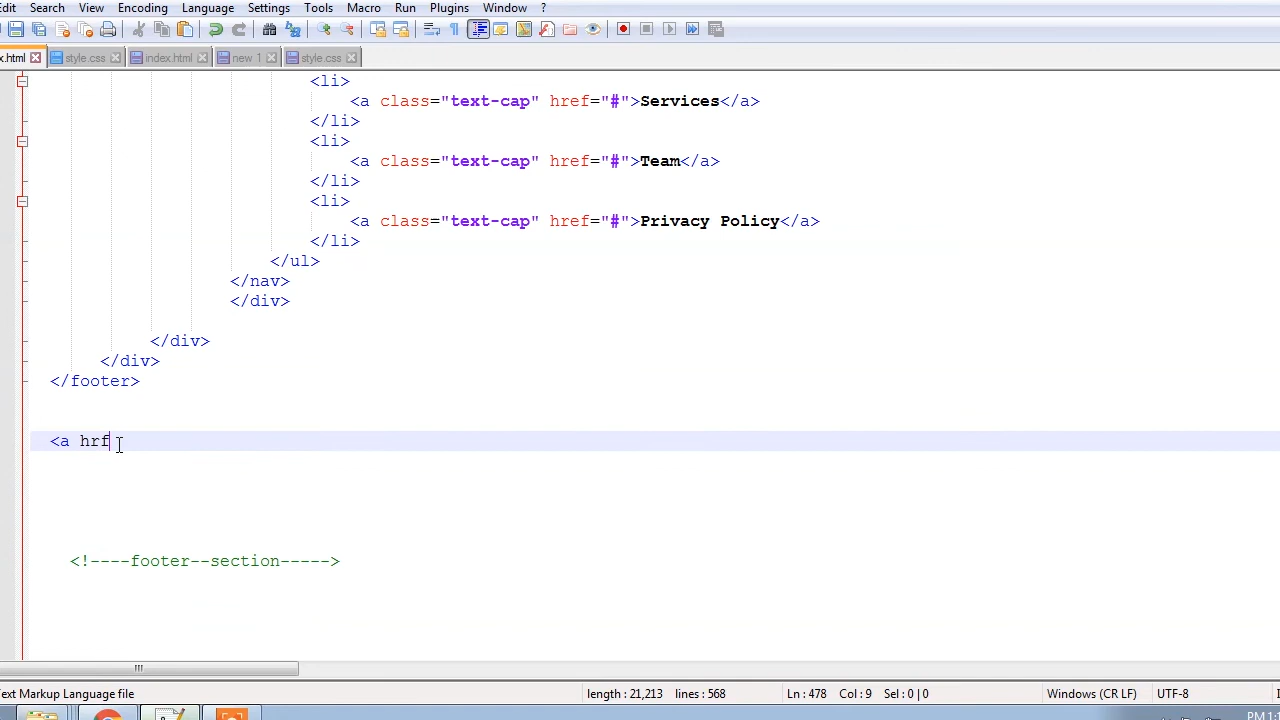 dit Search View Encoding Language Settings Tools Macro Run Plugins Window ?
x.html style.css index.html new 1 style.css
<li>
<a class="text-cap" href="#">Services</a>
</li>
<li>
<a class="text-cap" href="#">Team</a>
</li>
<li>
<a class="text-cap" href="#">Privacy Policy</a>
</li>
</ul>
</nav>
</div>
</div>
</div>
</footer>
<a hrf
<!----footer--section----->
ext Markup Language file length : 21,213 lines : 568 Ln : 478 Col : 9 Sel : 0 | 0 Windows (CR LF) UTF-8